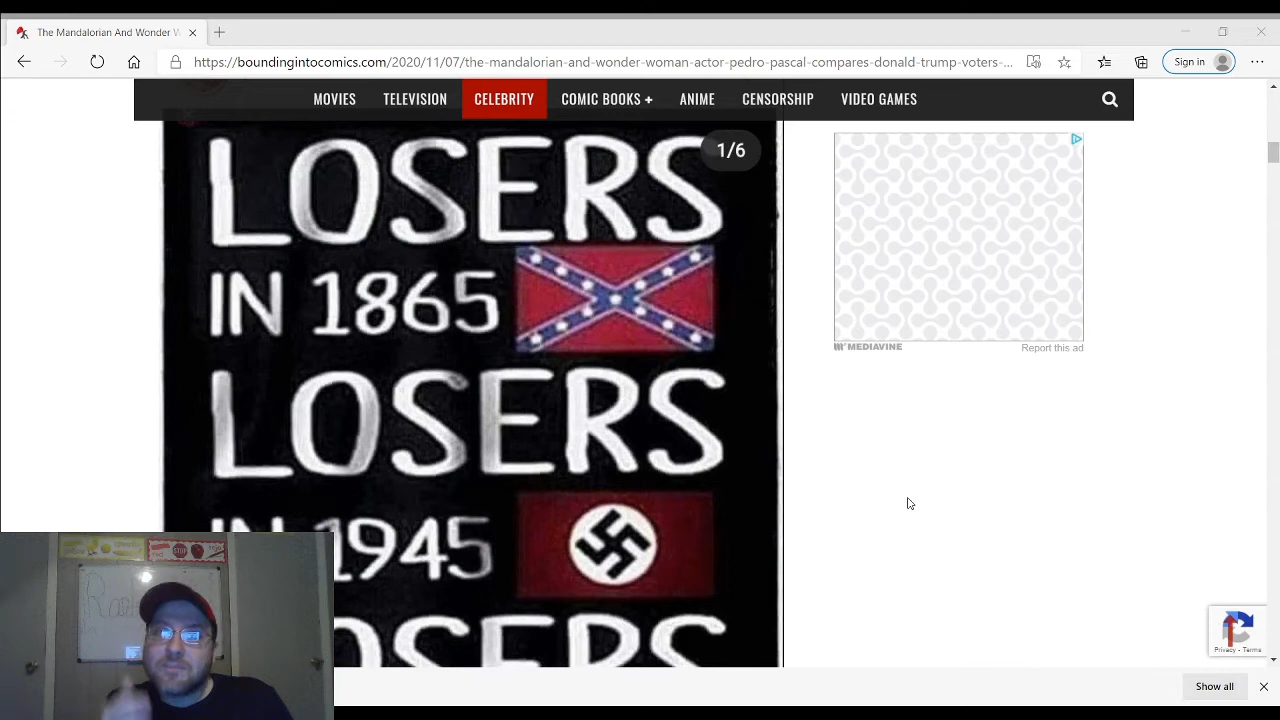 The Mandalorian And Wonder W
https://boundingintocomics.com/2020/11/07/the-mandalorian-and-wonder-woman-actor-pedro-pascal-compares-donald-trump-voters-...
Sign in
MOVIES TELEVISION CELEBRITY COMIC BOOKS + ANIME CENSORSHIP VIDEO GAMES
1/6
LOSERS
IN 1865
LOSERS
IN 1945
LOSERS
MEDIAVINE
Report this ad
STOP
Privacy - Terms
Show all